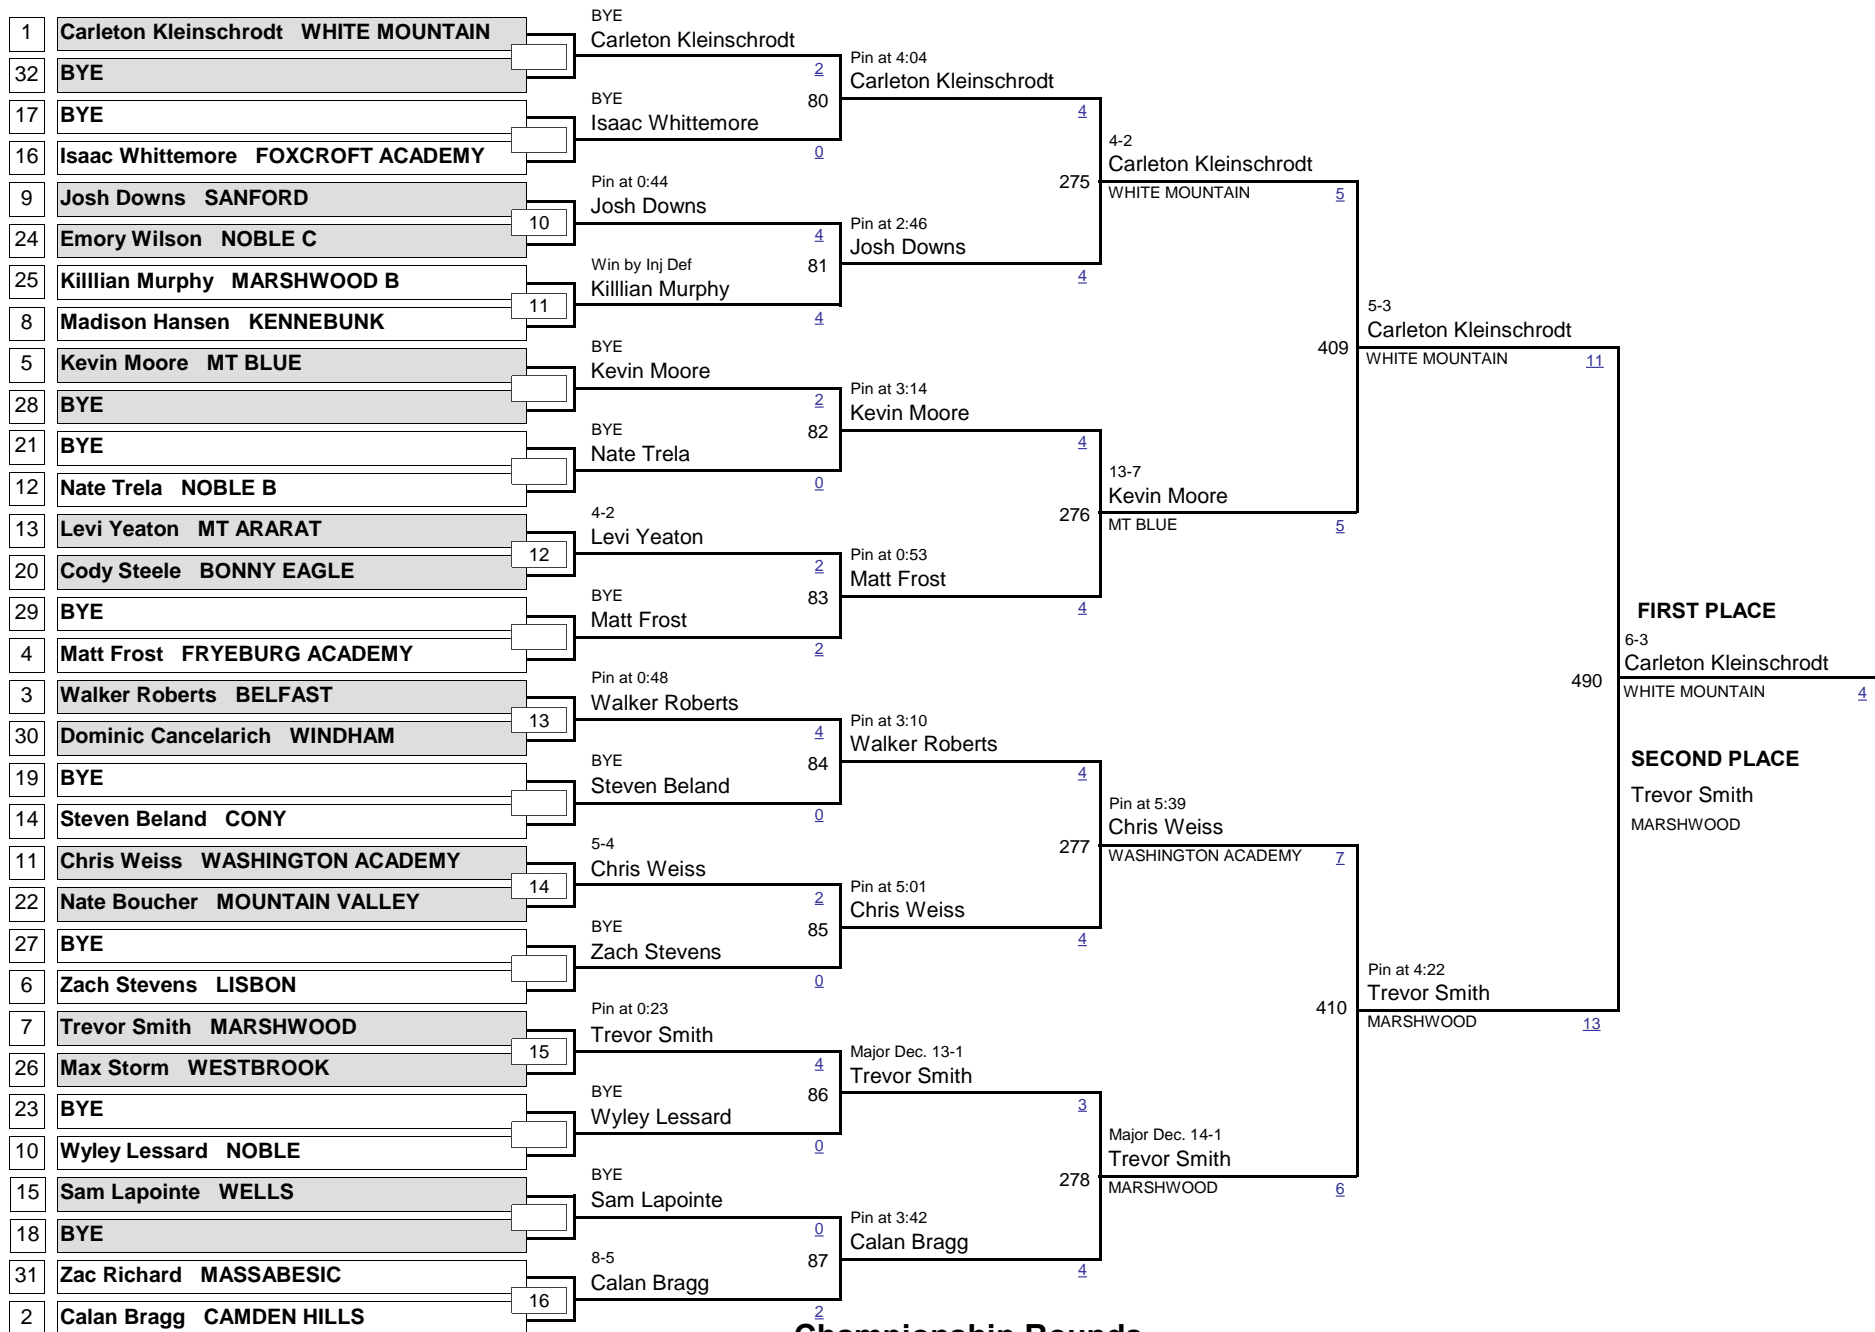 1 Carleton Kleinschrodt WHITE MOUNTAIN
32 BYE
17 BYE
16 Isaac Whittemore FOXCROFT ACADEMY
9 Josh Downs SANFORD
10
24 Emory Wilson NOBLE C
25 Killlian Murphy MARSHWOOD B
11
8 Madison Hansen KENNEBUNK
5 Kevin Moore MT BLUE
28 BYE
21 BYE
12 Nate Trela NOBLE B
13 Levi Yeaton MT ARARAT
12
20 Cody Steele BONNY EAGLE
29 BYE
4 Matt Frost FRYEBURG ACADEMY
3 Walker Roberts BELFAST
13
30 Dominic Cancelarich WINDHAM
19 BYE
14 Steven Beland CONY
11 Chris Weiss WASHINGTON ACADEMY
14
22 Nate Boucher MOUNTAIN VALLEY
27 BYE
6 Zach Stevens LISBON
7 Trevor Smith MARSHWOOD
15
26 Max Storm WESTBROOK
23 BYE
10 Wyley Lessard NOBLE
15 Sam Lapointe WELLS
18 BYE
31 Zac Richard MASSABESIC
16
2 Calan Bragg CAMDEN HILLS
BYE
Carleton Kleinschrodt
2
80
BYE
Isaac Whittemore
0
Pin at 0:44
Josh Downs
4
81
Win by Inj Def
Killlian Murphy
4
BYE
Kevin Moore
2
82
BYE
Nate Trela
0
4-2
Levi Yeaton
2
83
BYE
Matt Frost
2
Pin at 0:48
Walker Roberts
4
84
BYE
Steven Beland
0
5-4
Chris Weiss
2
85
BYE
Zach Stevens
0
Pin at 0:23
Trevor Smith
4
86
BYE
Wyley Lessard
0
BYE
Sam Lapointe
0
87
8-5
Calan Bragg
2
Pin at 4:04
Carleton Kleinschrodt
4
275
Pin at 2:46
Josh Downs
4
Pin at 3:14
Kevin Moore
4
276
Pin at 0:53
Matt Frost
4
Pin at 3:10
Walker Roberts
4
277
Pin at 5:01
Chris Weiss
4
Major Dec. 13-1
Trevor Smith
3
278
Pin at 3:42
Calan Bragg
4
4-2
Carleton Kleinschrodt
WHITE MOUNTAIN 5
409
13-7
Kevin Moore
MT BLUE 5
Pin at 5:39
Chris Weiss
WASHINGTON ACADEMY 7
410
Major Dec. 14-1
Trevor Smith
MARSHWOOD 6
5-3
Carleton Kleinschrodt
WHITE MOUNTAIN 11
490
Pin at 4:22
Trevor Smith
MARSHWOOD 13
FIRST PLACE
6-3
Carleton Kleinschrodt
WHITE MOUNTAIN 4
SECOND PLACE
Trevor Smith
MARSHWOOD
Championship Rounds